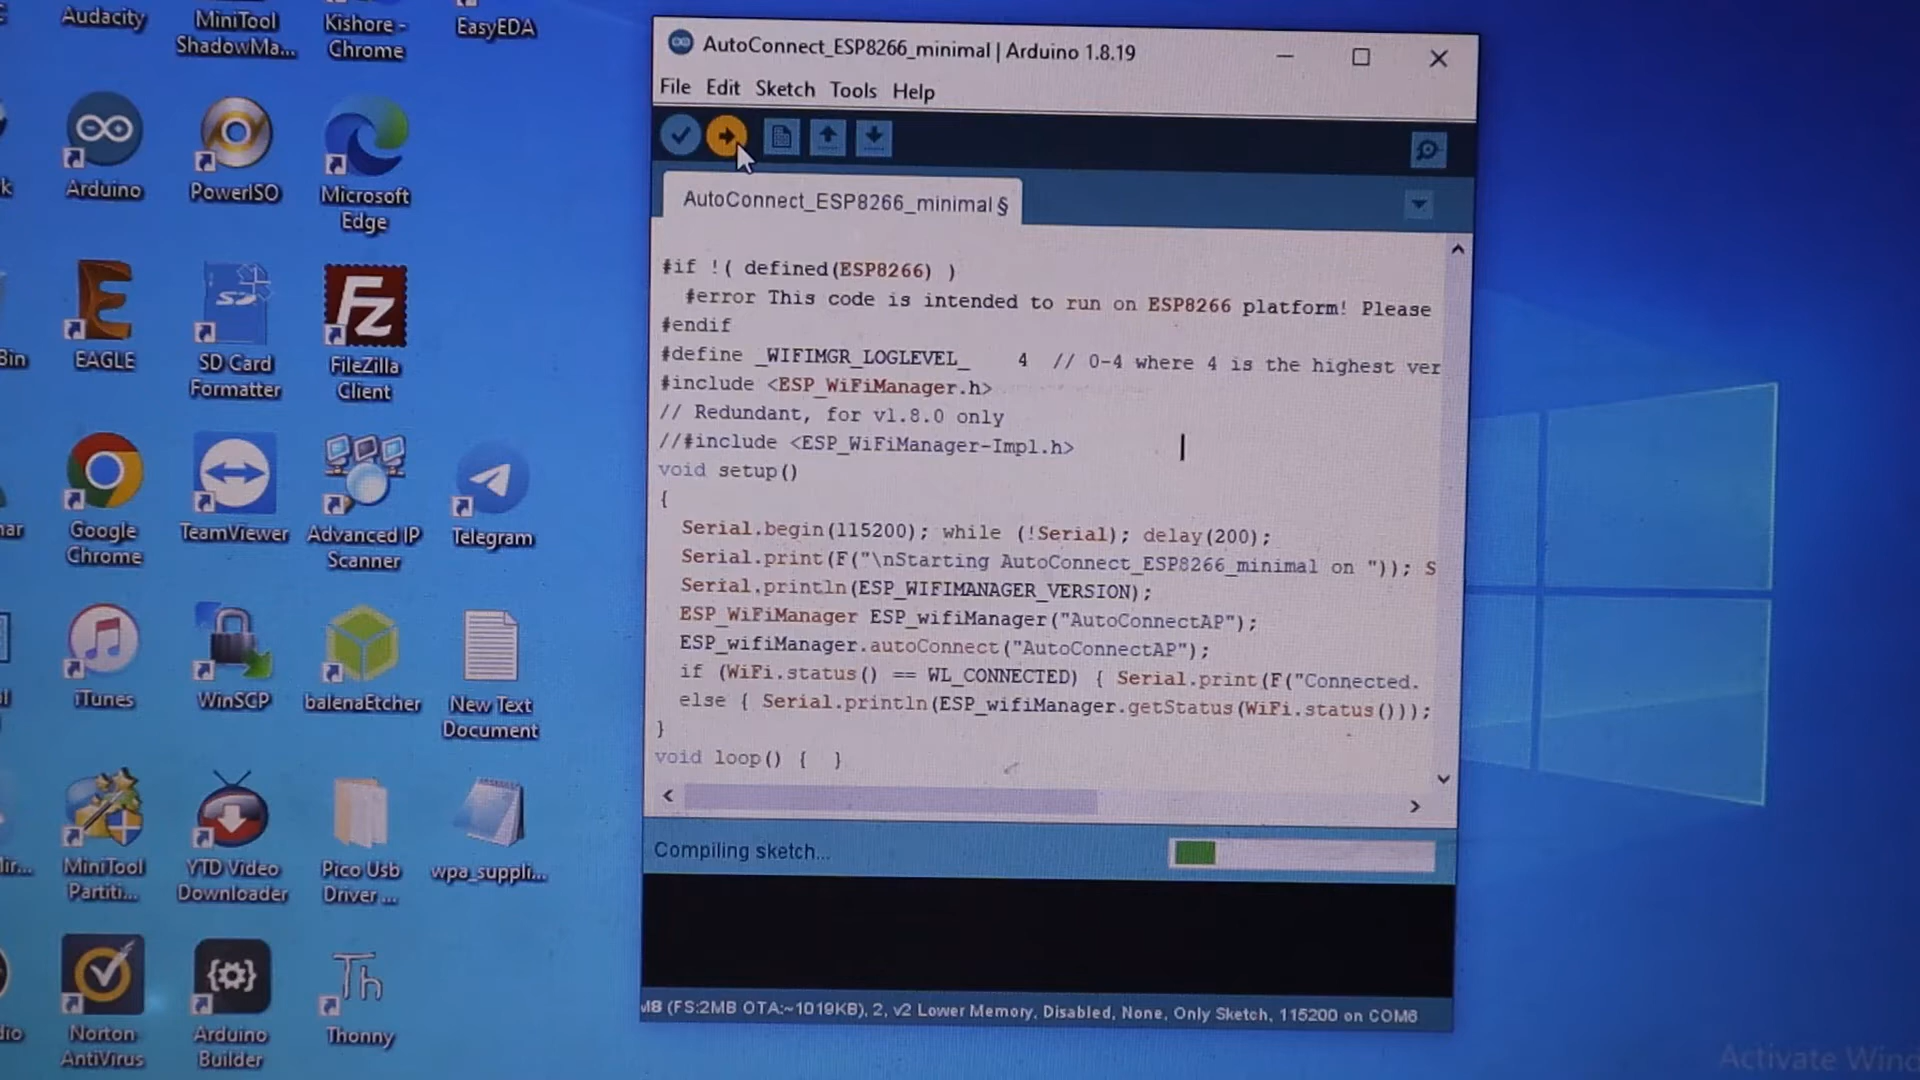 Audacity
MiniTool
ShadowMa...
Kishore -
Chrome
EasyEDA
Arduino
PowerISO
Microsoft
Edge
EAGLE
SD Card
Formatter
FileZilla
Client
Google
Chrome
TeamViewer
Advanced IP
Scanner
Telegram
iTunes
WinSCP
balenaEtcher
New Text
Document
MiniTool
Partiti...
YTD Video
Downloader
Pico Usb
Driver ...
wpa_suppli...
Norton
AntiVirus
Arduino
Builder
Th
Thonny
AutoConnect_ESP8266_minimal | Arduino 1.8.19
File Edit Sketch Tools Help
AutoConnect_ESP8266_minimal §
#if !( defined(ESP8266) )
#error This code is intended to run on ESP8266 platform! Please
#endif
#define _WIFIMGR_LOGLEVEL_ 4 // 0-4 where 4 is the highest ver
#include <ESP_WiFiManager.h>
// Redundant, for v1.8.0 only
//#include <ESP_WiFiManager-Impl.h>
void setup()
{
Serial.begin(115200); while (!Serial); delay(200);
Serial.print(F("\nStarting AutoConnect_ESP8266_minimal on ")); S
Serial.println(ESP_WIFIMANAGER_VERSION);
ESP_WiFiManager ESP_wifiManager("AutoConnectAP");
ESP_wifiManager.autoConnect("AutoConnectAP");
if (WiFi.status() == WL_CONNECTED) { Serial.print(F("Connected.
else { Serial.println(ESP_wifiManager.getStatus(WiFi.status()));
}
void loop() { }
Compiling sketch...
(FS:2MB OTA:~1019KB), 2, v2 Lower Memory, Disabled, None, Only Sketch, 115200 on COM6
Activate Wind